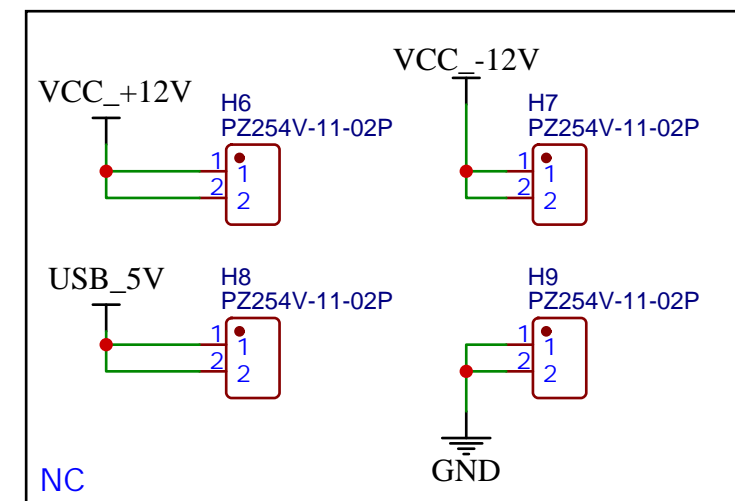 VCC_+12V
H6
PZ254V-11-02P
1
1
2
2
VCC_-12V
H7
PZ254V-11-02P
1
1
2
2
USB_5V
H8
PZ254V-11-02P
1
1
2
2
H9
PZ254V-11-02P
1
1
2
2
GND
NC